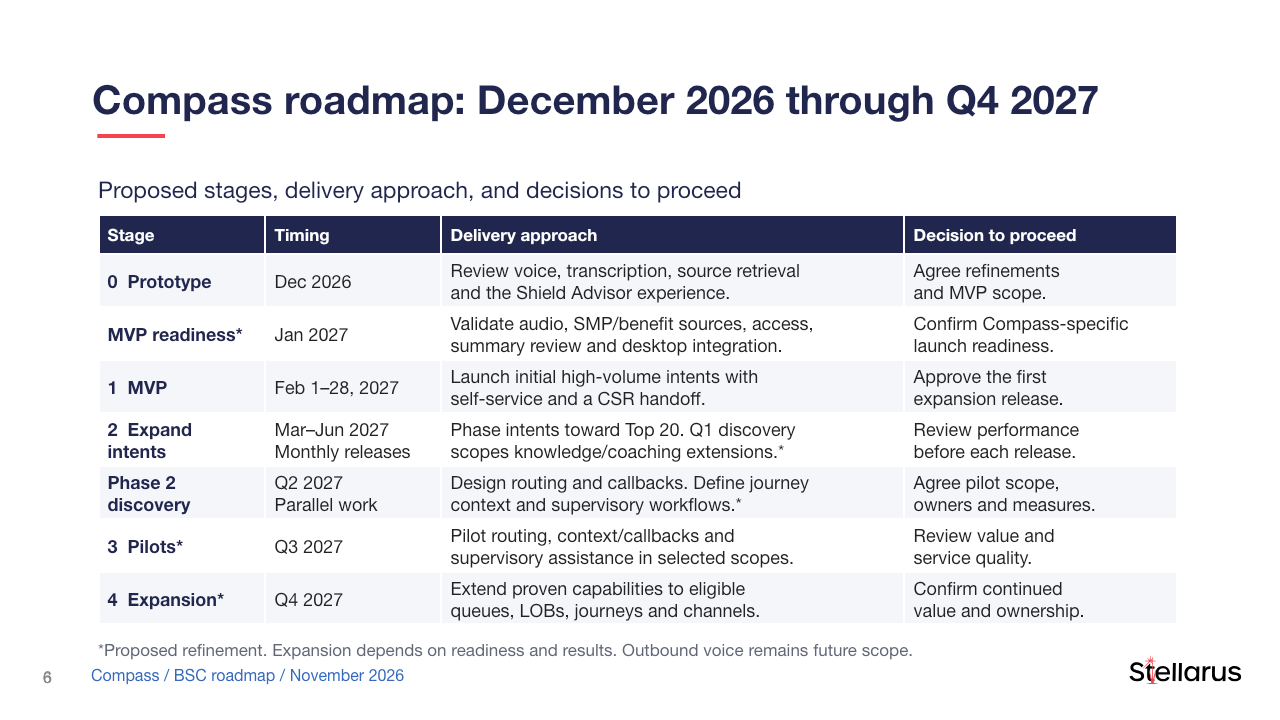 Compass roadmap: December 2026 through Q4 2027
Proposed stages, delivery approach, and decisions to proceed
Stage Timing Delivery approach Decision to proceed
0 Prototype
Dec 2026
Review voice, transcription, source retrieval
and the Shield Advisor experience.
Agree refinements
and MVP scope.
MVP readiness*
Jan 2027
Validate audio, SMP/benefit sources, access,
summary review and desktop integration.
Confirm Compass-specific
launch readiness.
1 MVP
Feb 1–28, 2027
Launch initial high-volume intents with
self-service and a CSR handoff.
Approve the first
expansion release.
2 Expand
intents
Mar–Jun 2027
Monthly releases
Phase intents toward Top 20. Q1 discovery
scopes knowledge/coaching extensions.*
Review performance
before each release.
Phase 2
discovery
Q2 2027
Parallel work
Design routing and callbacks. Define journey
context and supervisory workflows.*
Agree pilot scope,
owners and measures.
3 Pilots*
Q3 2027
Pilot routing, context/callbacks and
supervisory assistance in selected scopes.
Review value and
service quality.
4 Expansion*
Q4 2027
Extend proven capabilities to eligible
queues, LOBs, journeys and channels.
Confirm continued
value and ownership.
*Proposed refinement. Expansion depends on readiness and results. Outbound voice remains future scope.
6
Compass / BSC roadmap / November 2026
Stellarus